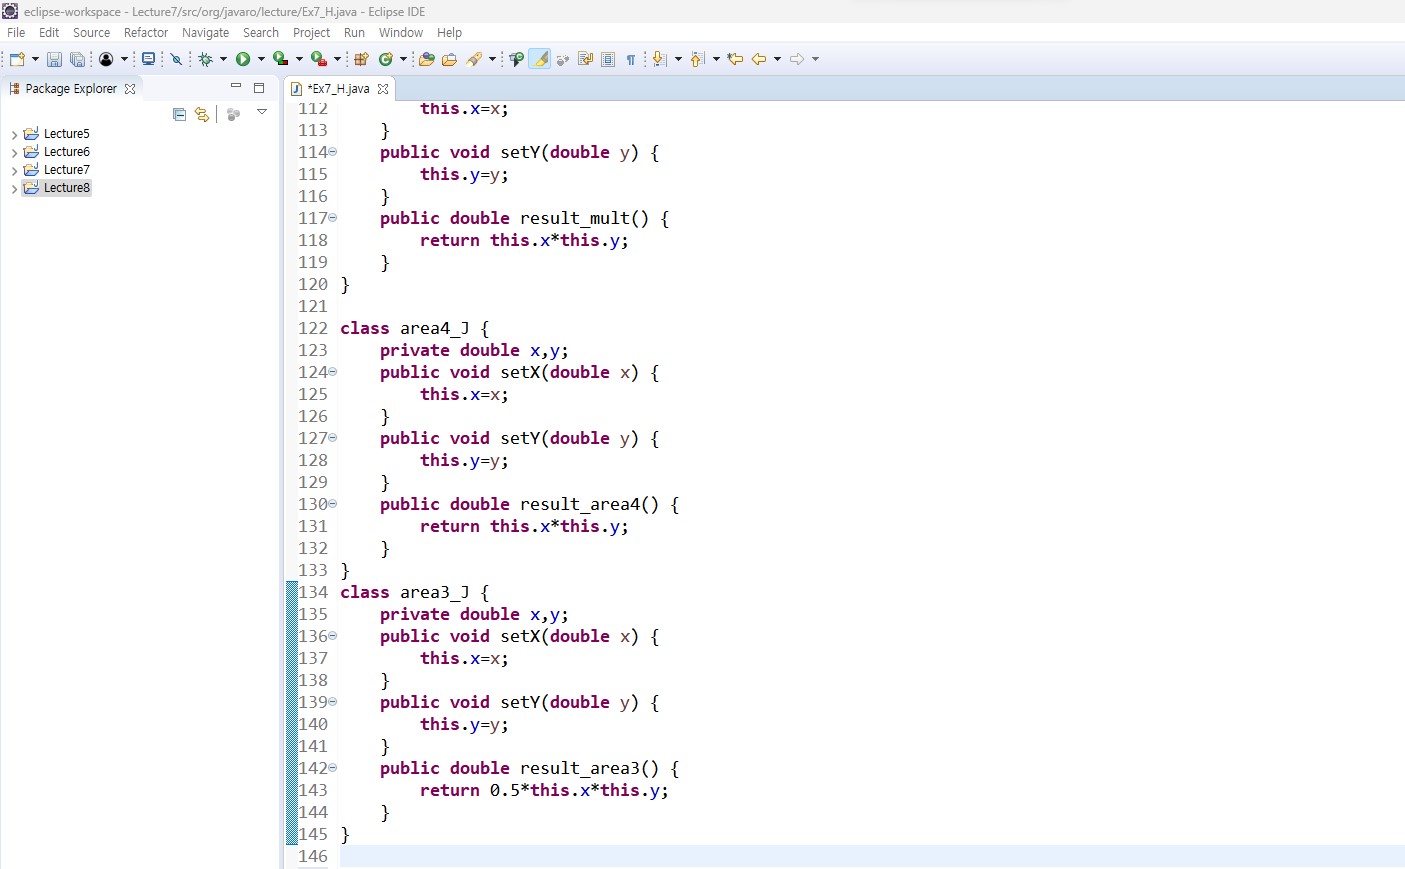 eclipse-workspace - Lecture7/src/org/javaro/lecture/Ex7_H.java - Eclipse IDE
File Edit Source Refactor Navigate Search Project Run Window Help
Package Explorer
*Ex7_H.java
Lecture5
Lecture6
Lecture7
Lecture8
112 this.x=x;
113 }
114 public void setY(double y) {
115 this.y=y;
116 }
117 public double result_mult() {
118 return this.x*this.y;
119 }
120 }
121
122 class area4_J {
123 private double x,y;
124 public void setX(double x) {
125 this.x=x;
126 }
127 public void setY(double y) {
128 this.y=y;
129 }
130 public double result_area4() {
131 return this.x*this.y;
132 }
133 }
134 class area3_J {
135 private double x,y;
136 public void setX(double x) {
137 this.x=x;
138 }
139 public void setY(double y) {
140 this.y=y;
141 }
142 public double result_area3() {
143 return 0.5*this.x*this.y;
144 }
145 }
146